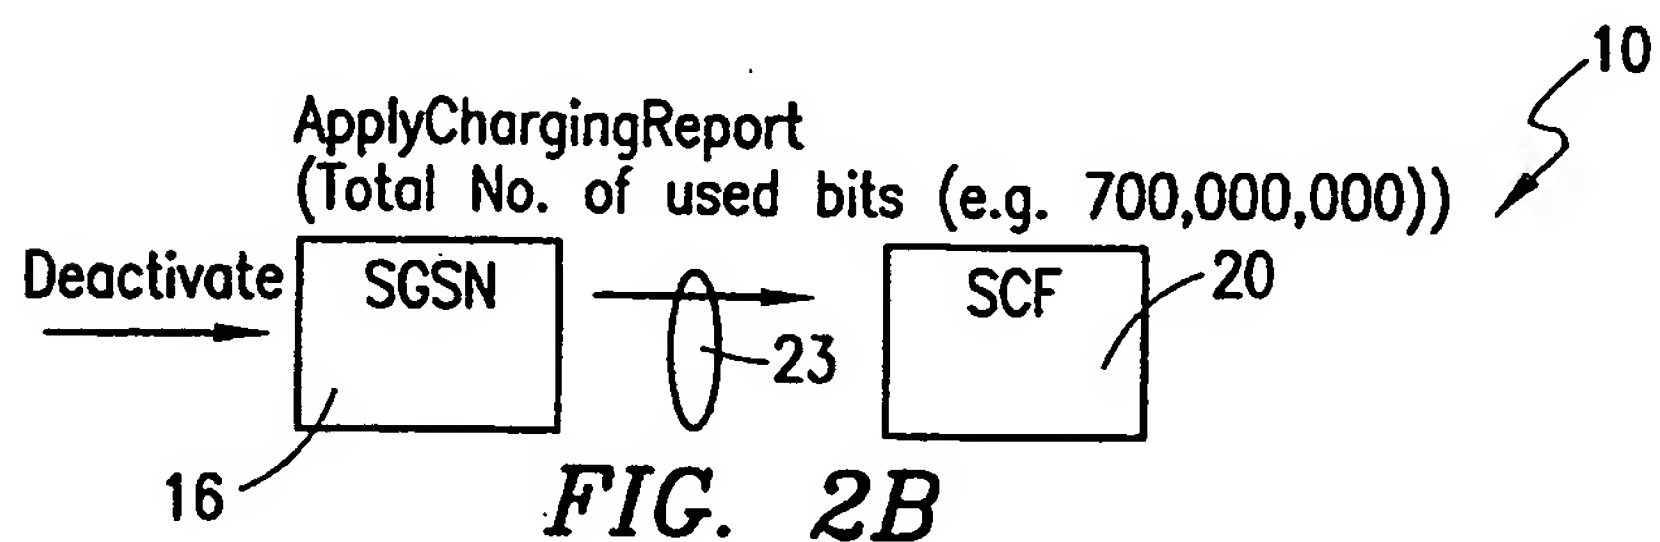 10
ApplyChargingReport
(Total No. of used bits (e.g. 700,000,000))
Deactivate
SGSN
SCF
20
23
16
FIG. 2B